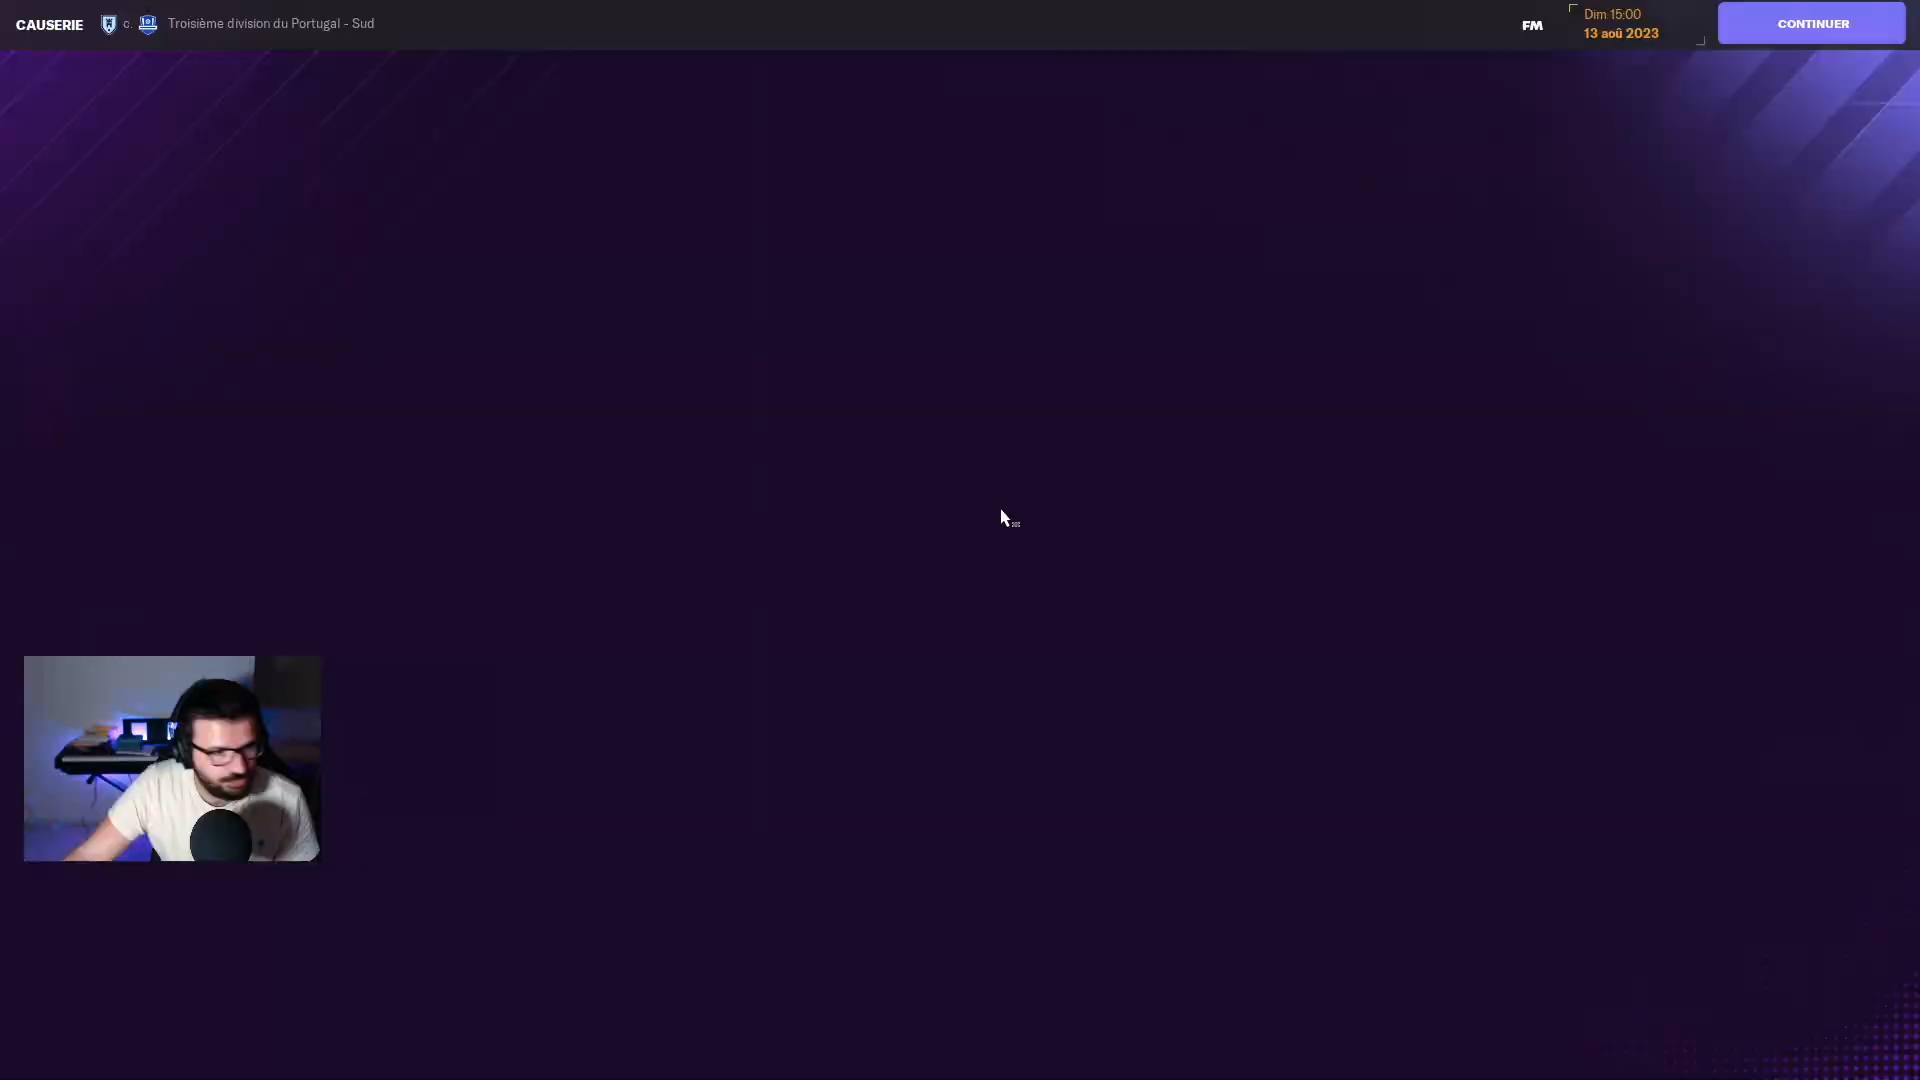 CAUSERIE c. Troisième division du Portugal - Sud
FM
Dim 15:00
13 aoû 2023
CONTINUER